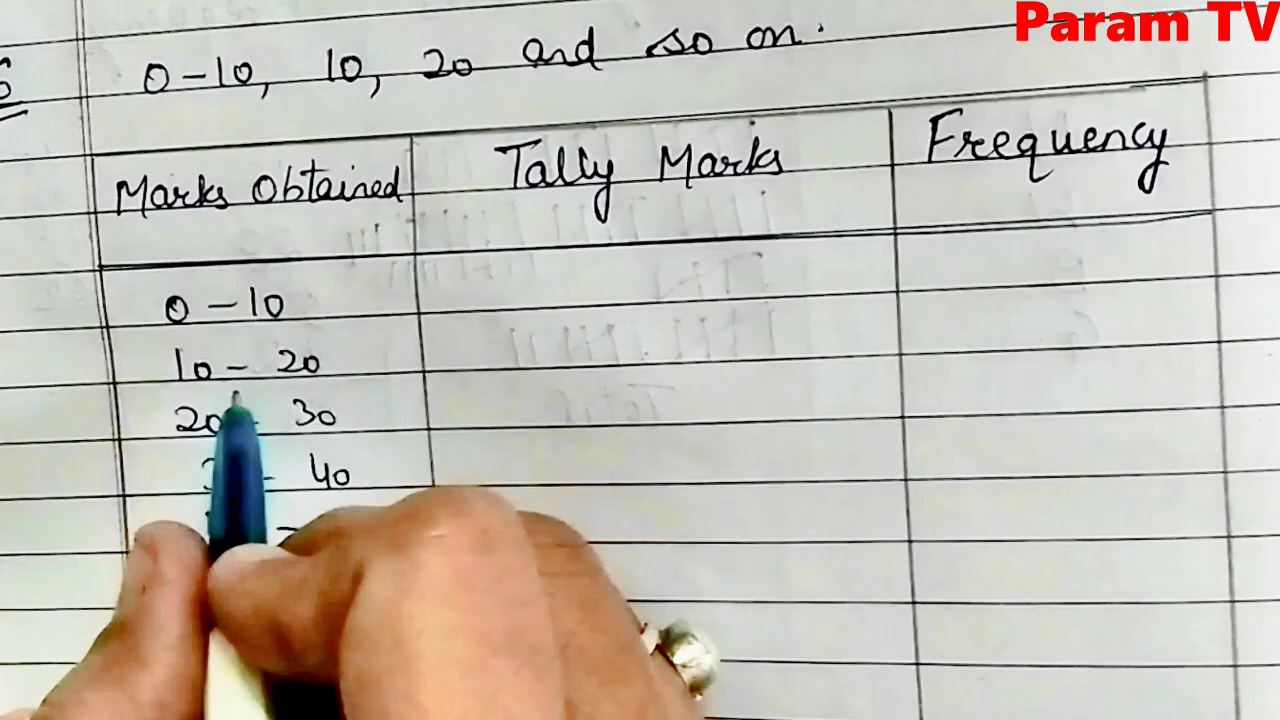 Param TV
0-10, 10, 20 and so on.
Marks Obtained Tally Marks Frequency
0-10
10-20
20- 30
- 40